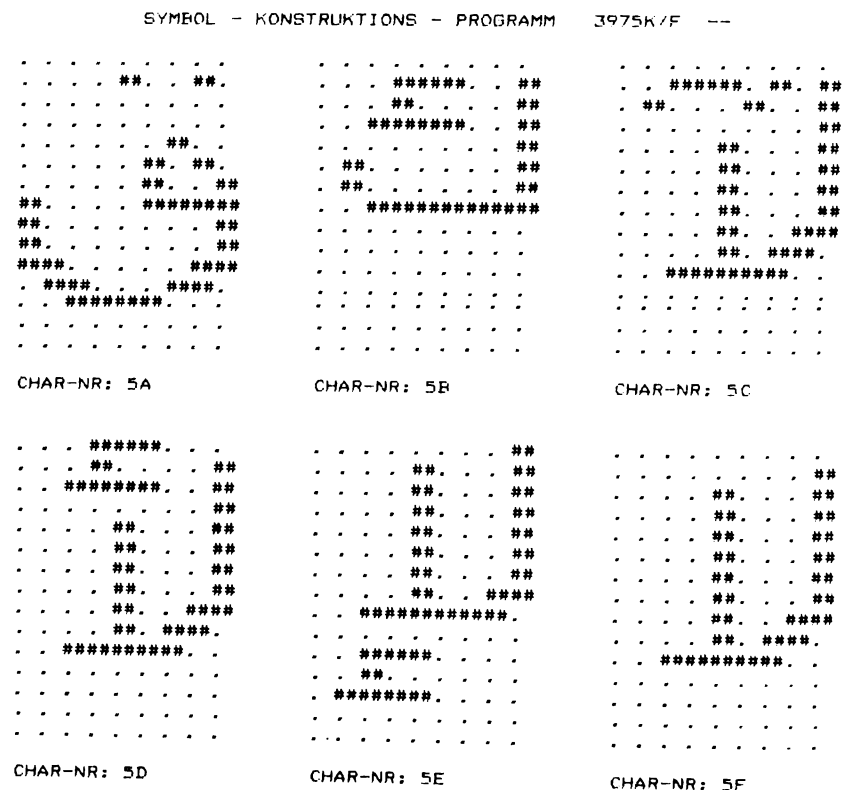 SYMBOL - KONSTRUKTIONS - PROGRAMM 3975K/F --
CHAR-NR: 5A
CHAR-NR: 5B
CHAR-NR: 5C
CHAR-NR: 5D
CHAR-NR: 5E
CHAR-NR: 5F